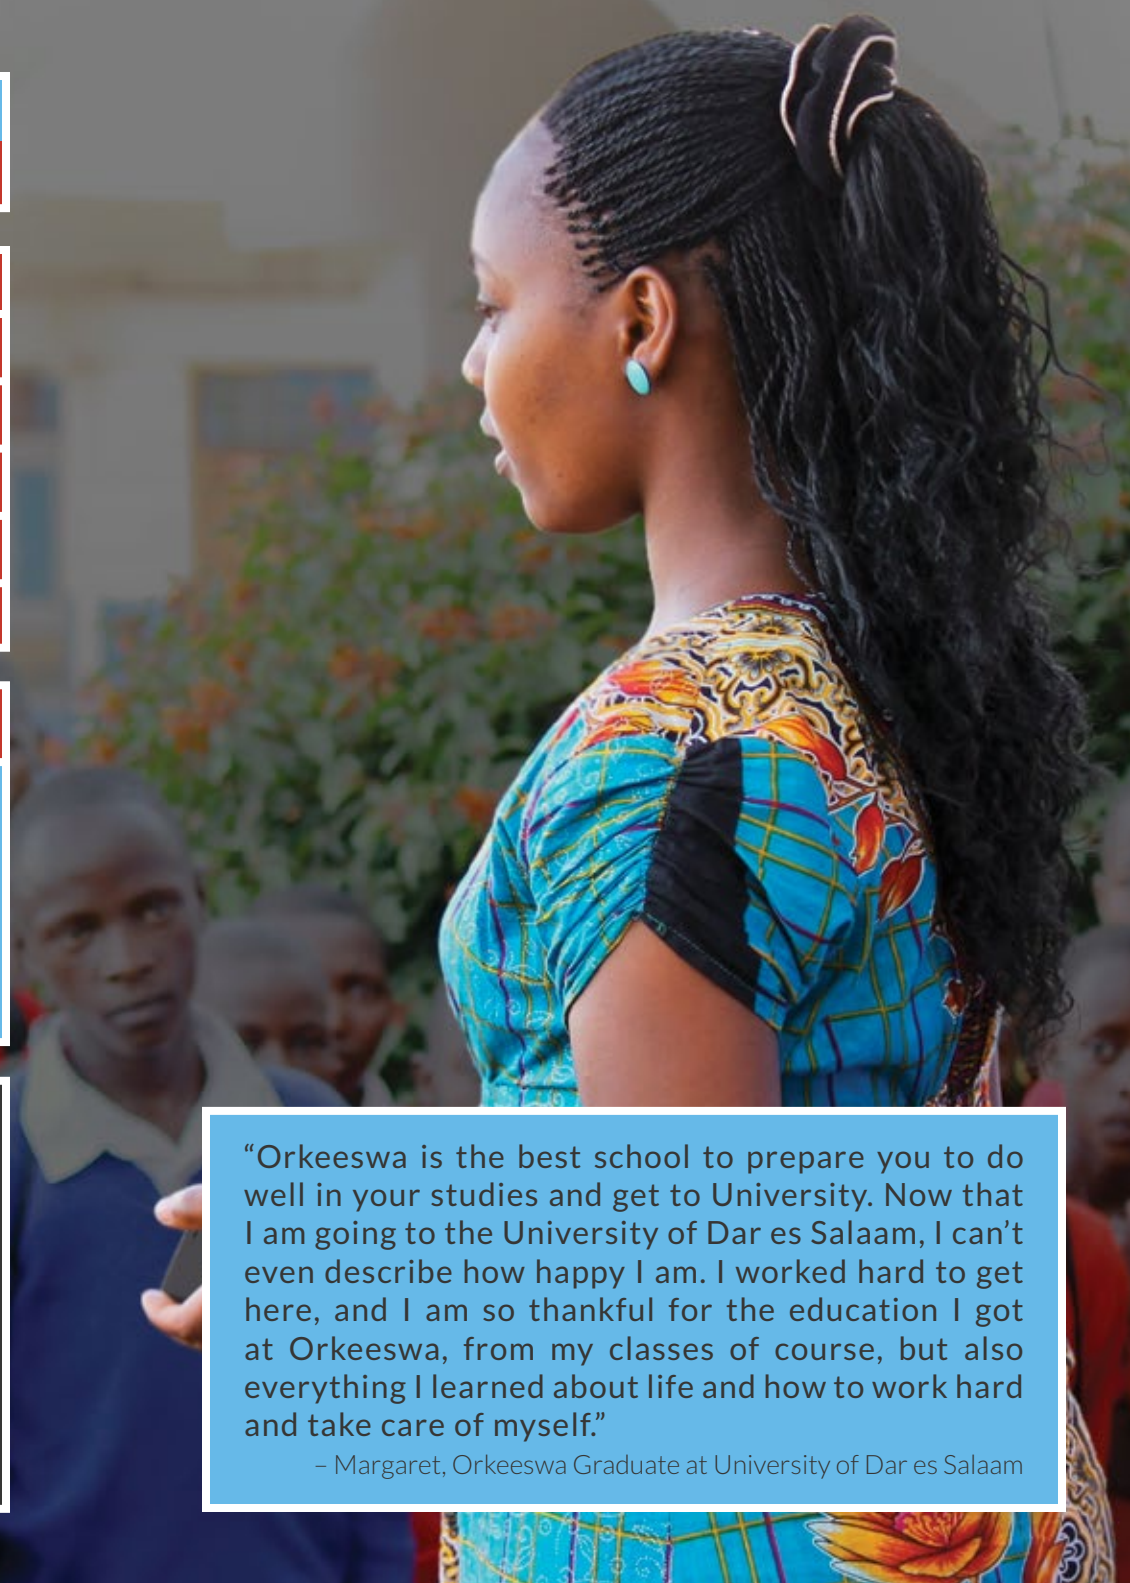 “Orkeeswa is the best school to prepare you to do
well in your studies and get to University. Now that
I am going to the University of Dar es Salaam, I can’t
even describe how happy I am. I worked hard to get
here, and I am so thankful for the education I got
at Orkeeswa, from my classes of course, but also
everything I learned about life and how to work hard
and take care of myself.”
– Margaret, Orkeeswa Graduate at University of Dar es Salaam